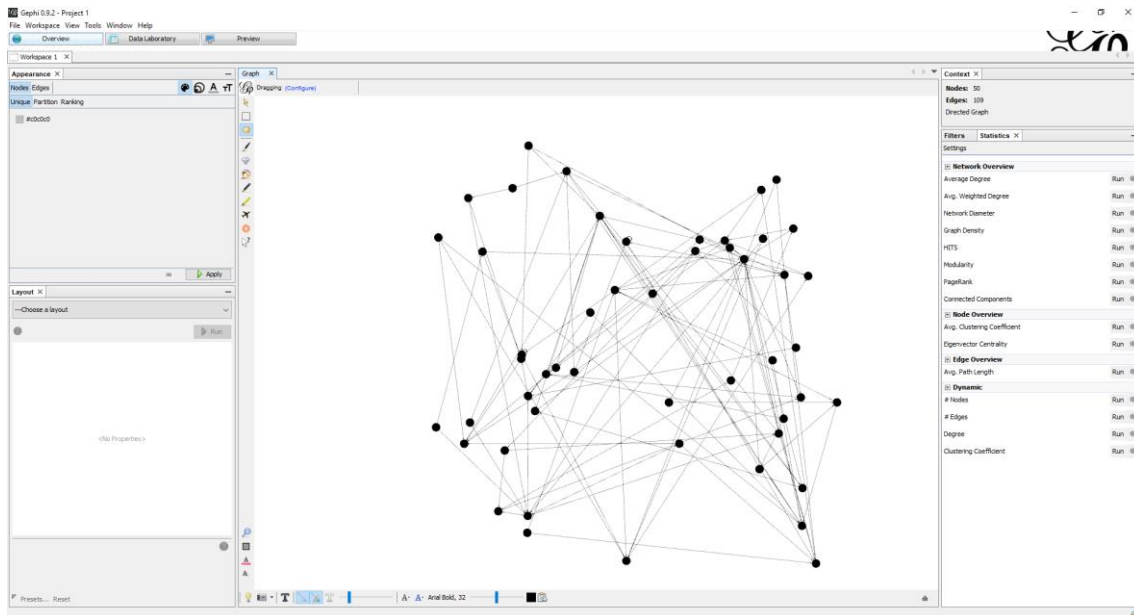 Gephi 0.9.2 - Project 1
File Workspace View Tools Window Help
Overview Data Laboratory Preview
Workspace 1
Appearance
Nodes Edges
Unique Partition Ranking
#c0c0c0
Apply
Layout
---Choose a layout
Run
<No Properties>
Presets... Reset
Graph
Dragging (Configure)
Arial Bold, 32
Context
Nodes: 50
Edges: 109
Directed Graph
Filters Statistics
Settings
Network Overview
Average Degree Run
Avg. Weighted Degree Run
Network Diameter Run
Graph Density Run
HITS Run
Modularity Run
PageRank Run
Connected Components Run
Node Overview
Avg. Clustering Coefficient Run
Eigenvector Centrality Run
Edge Overview
Avg. Path Length Run
Dynamic
# Nodes Run
# Edges Run
Degree Run
Clustering Coefficient Run